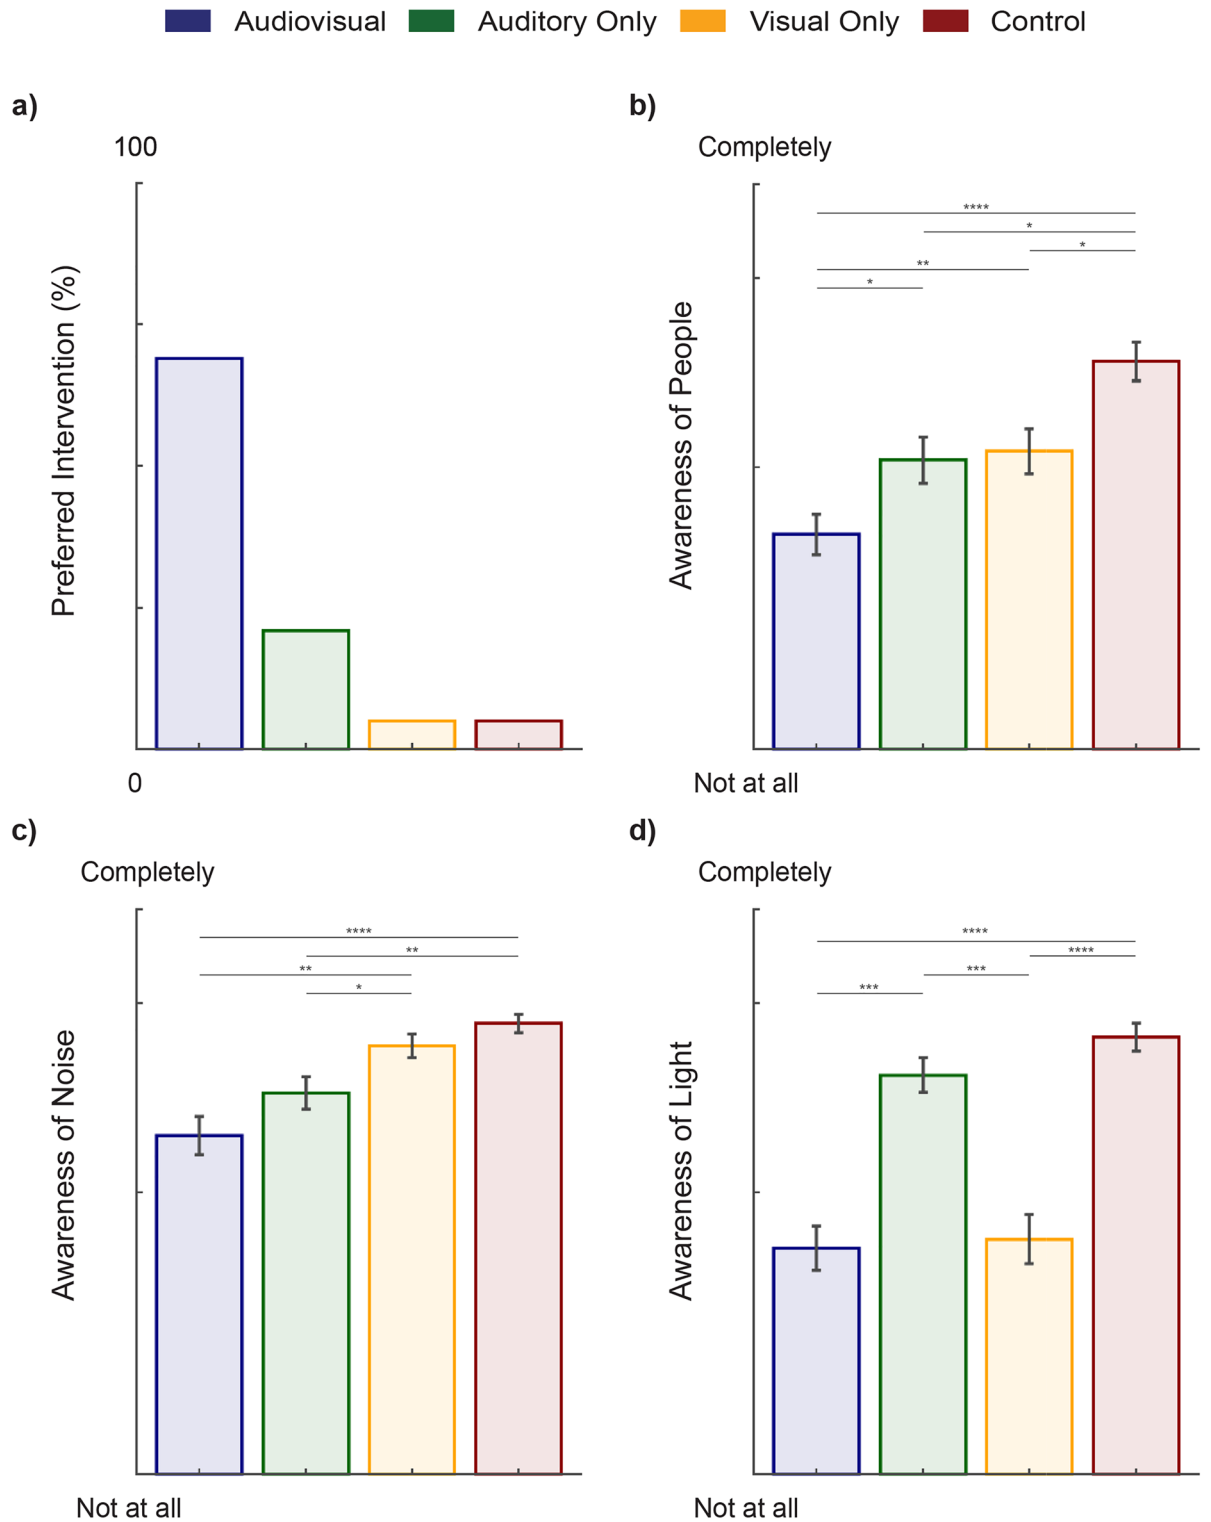 Audiovisual Auditory Only Visual Only Control
a)
100
Preferred Intervention (%)
0
b)
Completely
Awareness of People
****
*
*
**
*
Not at all
c)
Completely
Awareness of Noise
****
**
**
*
Not at all
d)
Completely
Awareness of Light
****
****
***
***
Not at all